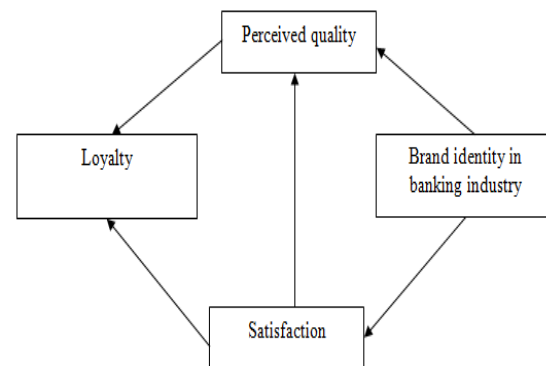 Perceived quality
Loyalty
Brand identity in
banking industry
Satisfaction